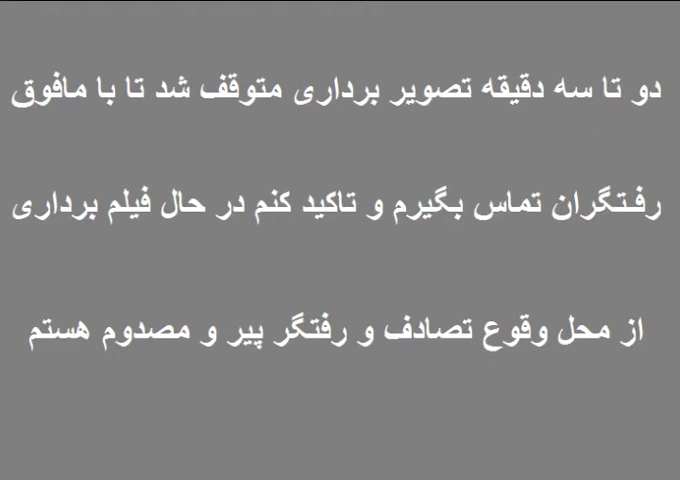 دو تا سه دقیقه تصویر برداری متوقف شد تا با مافوق
رفتگران تماس بگیرم و تاکید کنم در حال فیلم برداری
از محل وقوع تصادف و رفتگر پیر و مصدوم هستم